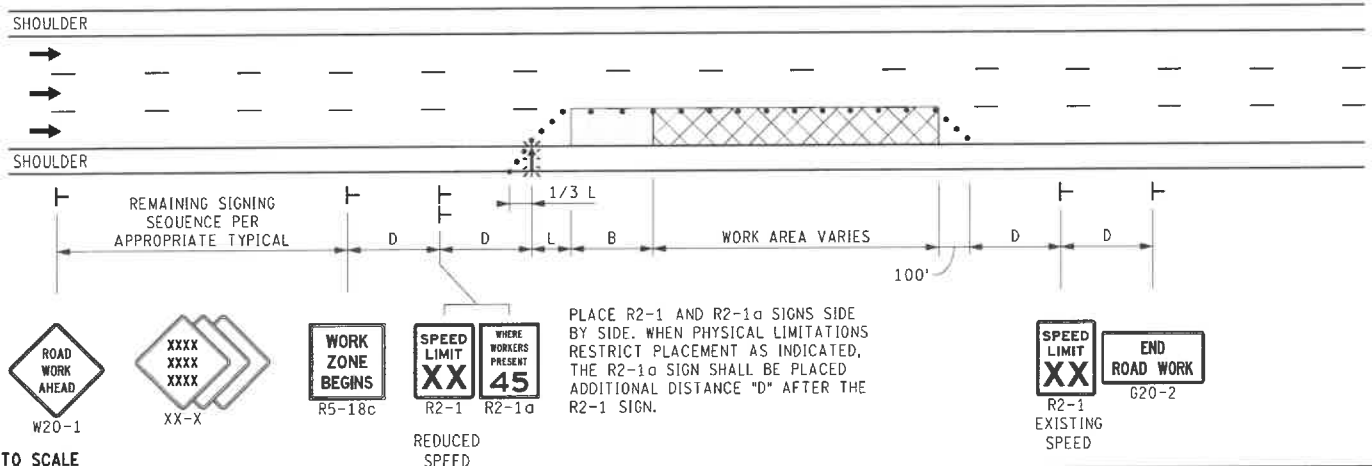 SHOULDER
SHOULDER
1/3 L
REMAINING SIGNING
SEQUENCE PER
APPROPRIATE TYPICAL
D
D
L
B
WORK AREA VARIES
D
D
100'
ROAD
WORK
AHEAD
W20-1
XXXX
XXXX
XXXX
XX-X
WORK
ZONE
BEGINS
R5-18c
SPEED
LIMIT
XX
R2-1
WHERE
WORKERS
PRESENT
45
R2-1a
REDUCED
SPEED
PLACE R2-1 AND R2-1a SIGNS SIDE
BY SIDE. WHEN PHYSICAL LIMITATIONS
RESTRICT PLACEMENT AS INDICATED,
THE R2-1a SIGN SHALL BE PLACED
ADDITIONAL DISTANCE "D" AFTER THE
R2-1 SIGN.
SPEED
LIMIT
XX
R2-1
EXISTING
SPEED
END
ROAD WORK
G20-2
TO SCALE